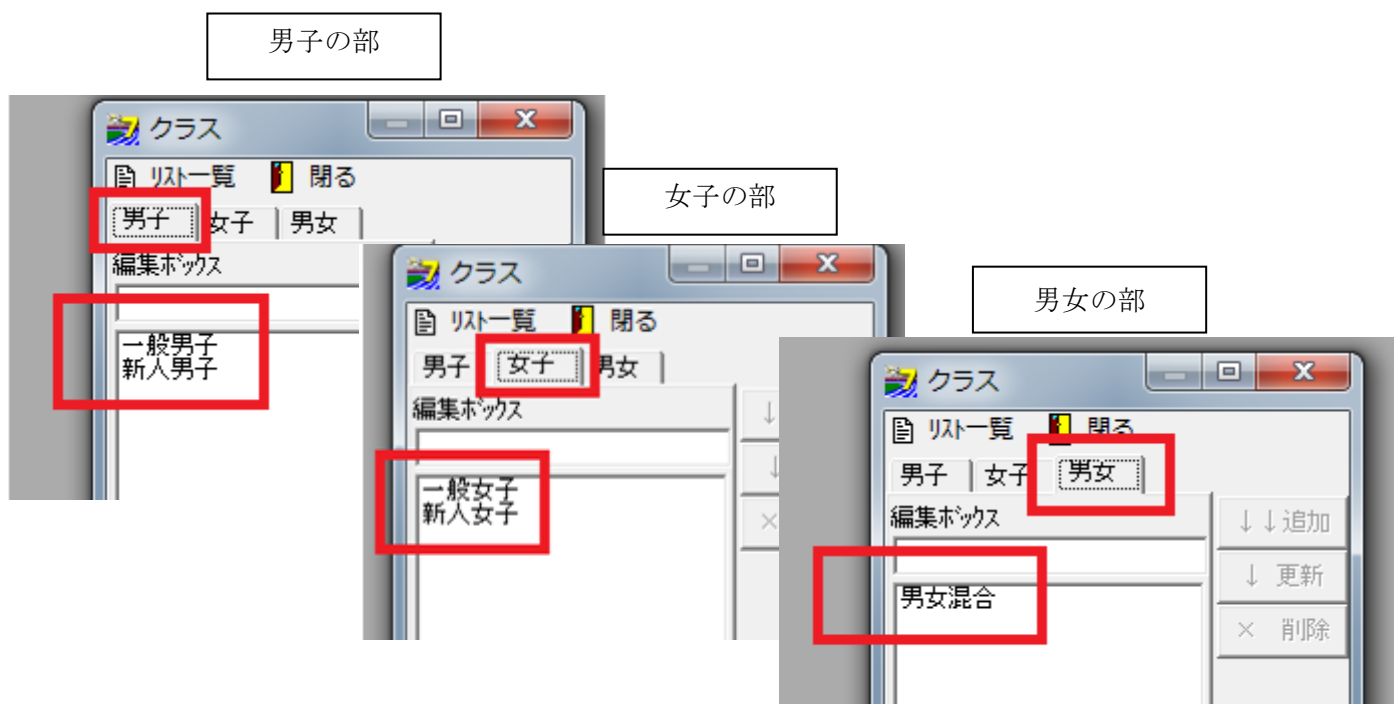 男子の部
クラス
リスト一覧 閉る
男子 女子 男女
編集ボックス
一般男子
新人男子
女子の部
クラス
リスト一覧 閉る
男子 女子 男女
編集ボックス
↓
↓
×
一般女子
新人女子
男女の部
クラス
リスト一覧 閉る
男子 女子 男女
編集ボックス
↓↓追加
↓ 更新
× 削除
男女混合